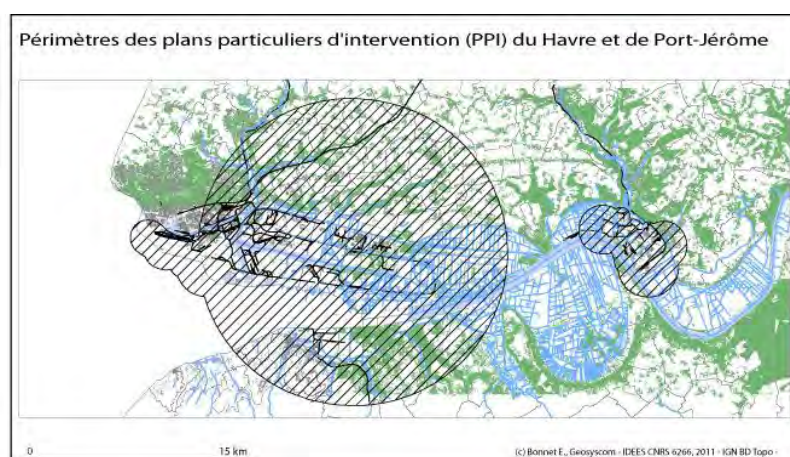 Périmètres des plans particuliers d'intervention (PPI) du Havre et de Port-Jérôme
0 15 km (c) Bonnet E., Geosyscom - IDEES CNRS 6266, 2011 - IGN BD Topo -